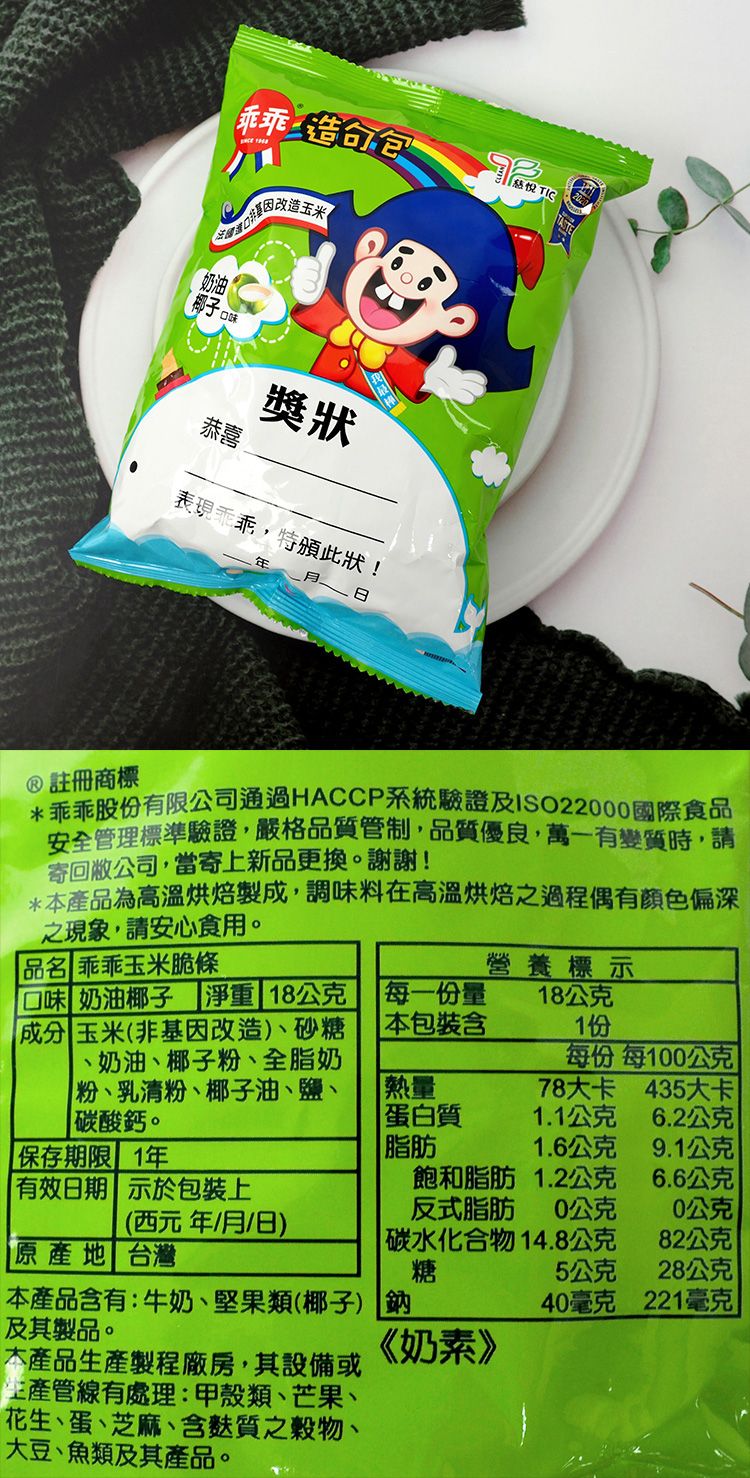 乖乖
SINCE 1968
®
造句包
CLEAN
慈悅TIC
TASTE
法國進口非基因改造玉米
奶油
椰子口味
我最棒
獎狀
恭喜
表現乖乖，特頒此狀！
年 月 日
® 註冊商標
＊乖乖股份有限公司通過HACCP系統驗證及ISO22000國際食品
安全管理標準驗證，嚴格品質管制，品質優良，萬一有變質時，請
寄回敝公司，當寄上新品更換。謝謝！
＊本產品為高溫烘焙製成，調味料在高溫烘焙之過程偶有顏色偏深
之現象，請安心食用。
品名 乖乖玉米脆條
口味 奶油椰子 淨重 18公克
成分 玉米(非基因改造)、砂糖
、奶油、椰子粉、全脂奶
粉、乳清粉、椰子油、鹽、
碳酸鈣。
保存期限 1年
有效日期 示於包裝上
(西元 年/月/日)
原產地 台灣
本產品含有：牛奶、堅果類(椰子)
及其製品。
本產品生產製程廠房，其設備或
生產管線有處理：甲殼類、芒果、
花生、蛋、芝麻、含麩質之穀物、
大豆、魚類及其產品。
營養標示
每一份量 18公克
本包裝含 1份
每份 每100公克
熱量 78大卡 435大卡
蛋白質 1.1公克 6.2公克
脂肪 1.6公克 9.1公克
飽和脂肪 1.2公克 6.6公克
反式脂肪 0公克 0公克
碳水化合物 14.8公克 82公克
糖 5公克 28公克
鈉 40毫克 221毫克
《奶素》